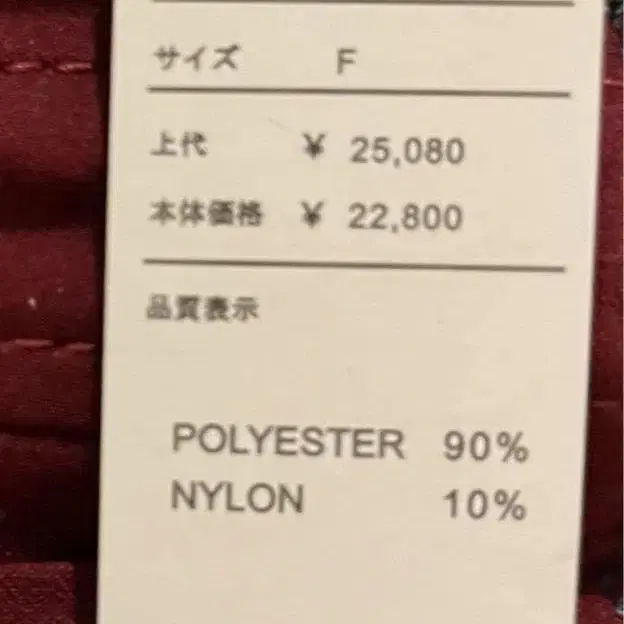 サイズ F
上代 ¥ 25,080
本体価格 ¥ 22,800
品質表示
POLYESTER 90%
NYLON 10%